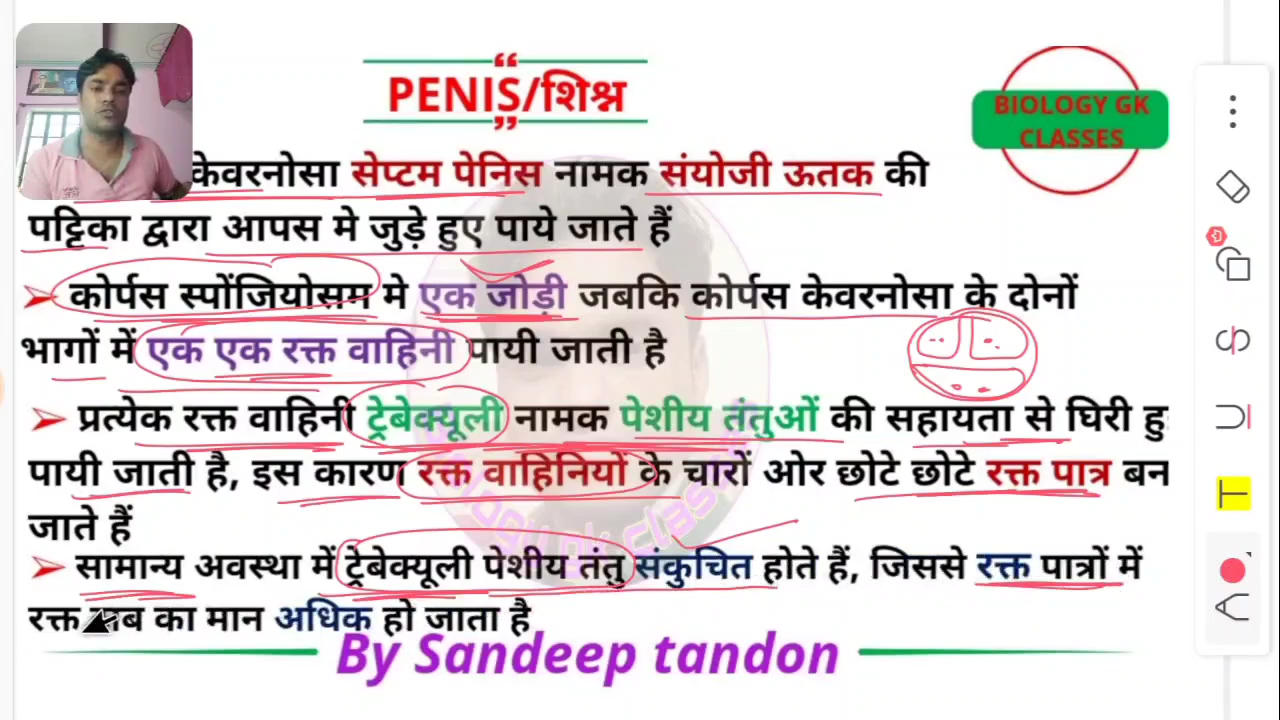 PENIS/शिश्न
BIOLOGY GK
CLASSES
केवरनोसा सेप्टम पेनिस नामक संयोजी ऊतक की
पट्टिका द्वारा आपस मे जुड़े हुए पाये जाते हैं
➤ कोर्पस स्पोंजियोसम मे एक जोड़ी जबकि कोर्पस केवरनोसा के दोनों
भागों में एक एक रक्त वाहिनी पायी जाती है
➤ प्रत्येक रक्त वाहिनी ट्रेबेक्यूली नामक पेशीय तंतुओं की सहायता से घिरी हु
पायी जाती है, इस कारण रक्त वाहिनियों के चारों ओर छोटे छोटे रक्त पात्र बन
जाते हैं
➤ सामान्य अवस्था में ट्रेबेक्यूली पेशीय तंतु संकुचित होते हैं, जिससे रक्त पात्रों में
रक्त का मान अधिक हो जाता है
By Sandeep tandon